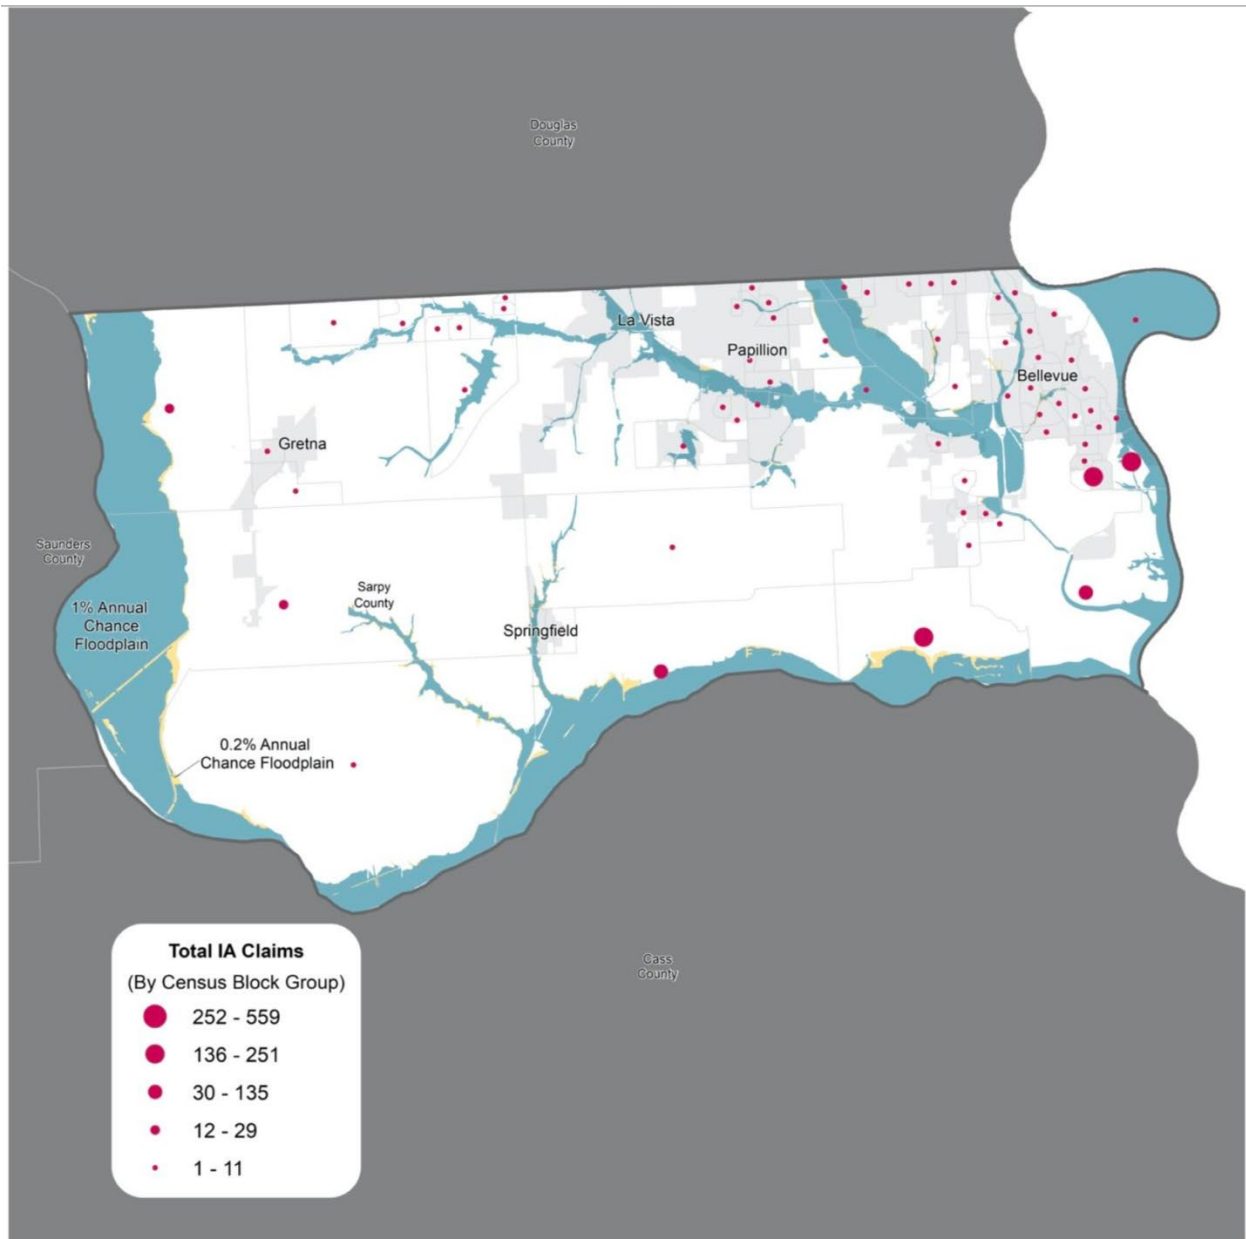 Douglas
County
La Vista
Papillion
Bellevue
Gretna
Saunders
County
Sarpy
County
1% Annual
Chance
Floodplain
Springfield
0.2% Annual
Chance Floodplain
Cass
County
Total IA Claims
(By Census Block Group)
252 - 559
136 - 251
30 - 135
12 - 29
1 - 11